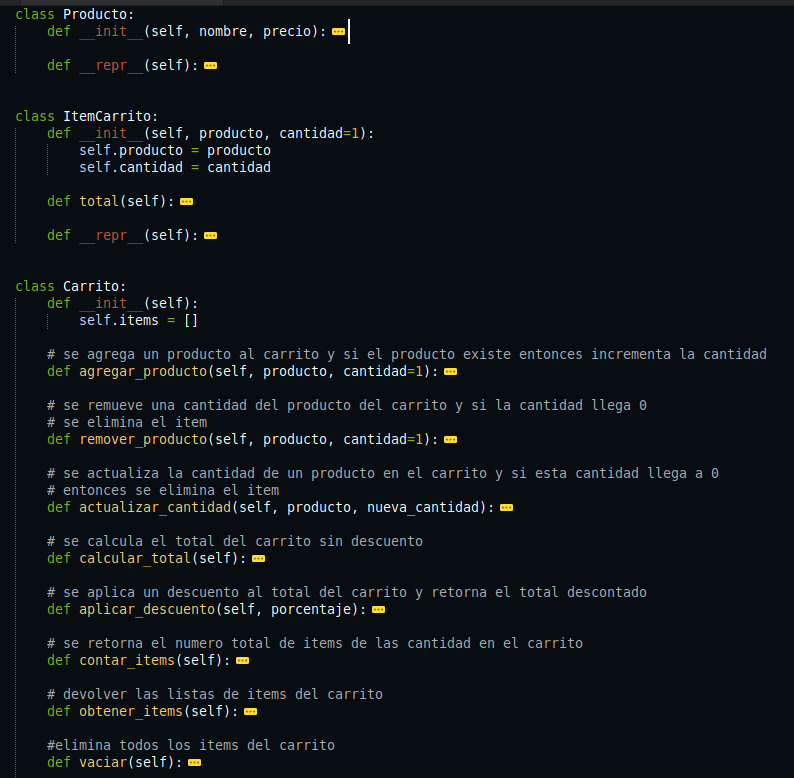 class Producto:
    def __init__(self, nombre, precio):
    def __repr__(self):
class ItemCarrito:
    def __init__(self, producto, cantidad=1):
        self.producto = producto
        self.cantidad = cantidad
    def total(self):
    def __repr__(self):
class Carrito:
    def __init__(self):
        self.items = []
    # se agrega un producto al carrito y si el producto existe entonces incrementa la cantidad
    def agregar_producto(self, producto, cantidad=1):
    # se remueve una cantidad del producto del carrito y si la cantidad llega 0
    # se elimina el item
    def remover_producto(self, producto, cantidad=1):
    # se actualiza la cantidad de un producto en el carrito y si esta cantidad llega a 0
    # entonces se elimina el item
    def actualizar_cantidad(self, producto, nueva_cantidad):
    # se calcula el total del carrito sin descuento
    def calcular_total(self):
    # se aplica un descuento al total del carrito y retorna el total descontado
    def aplicar_descuento(self, porcentaje):
    # se retorna el numero total de items de las cantidad en el carrito
    def contar_items(self):
    # devolver las listas de items del carrito
    def obtener_items(self):
    #elimina todos los items del carrito
    def vaciar(self):